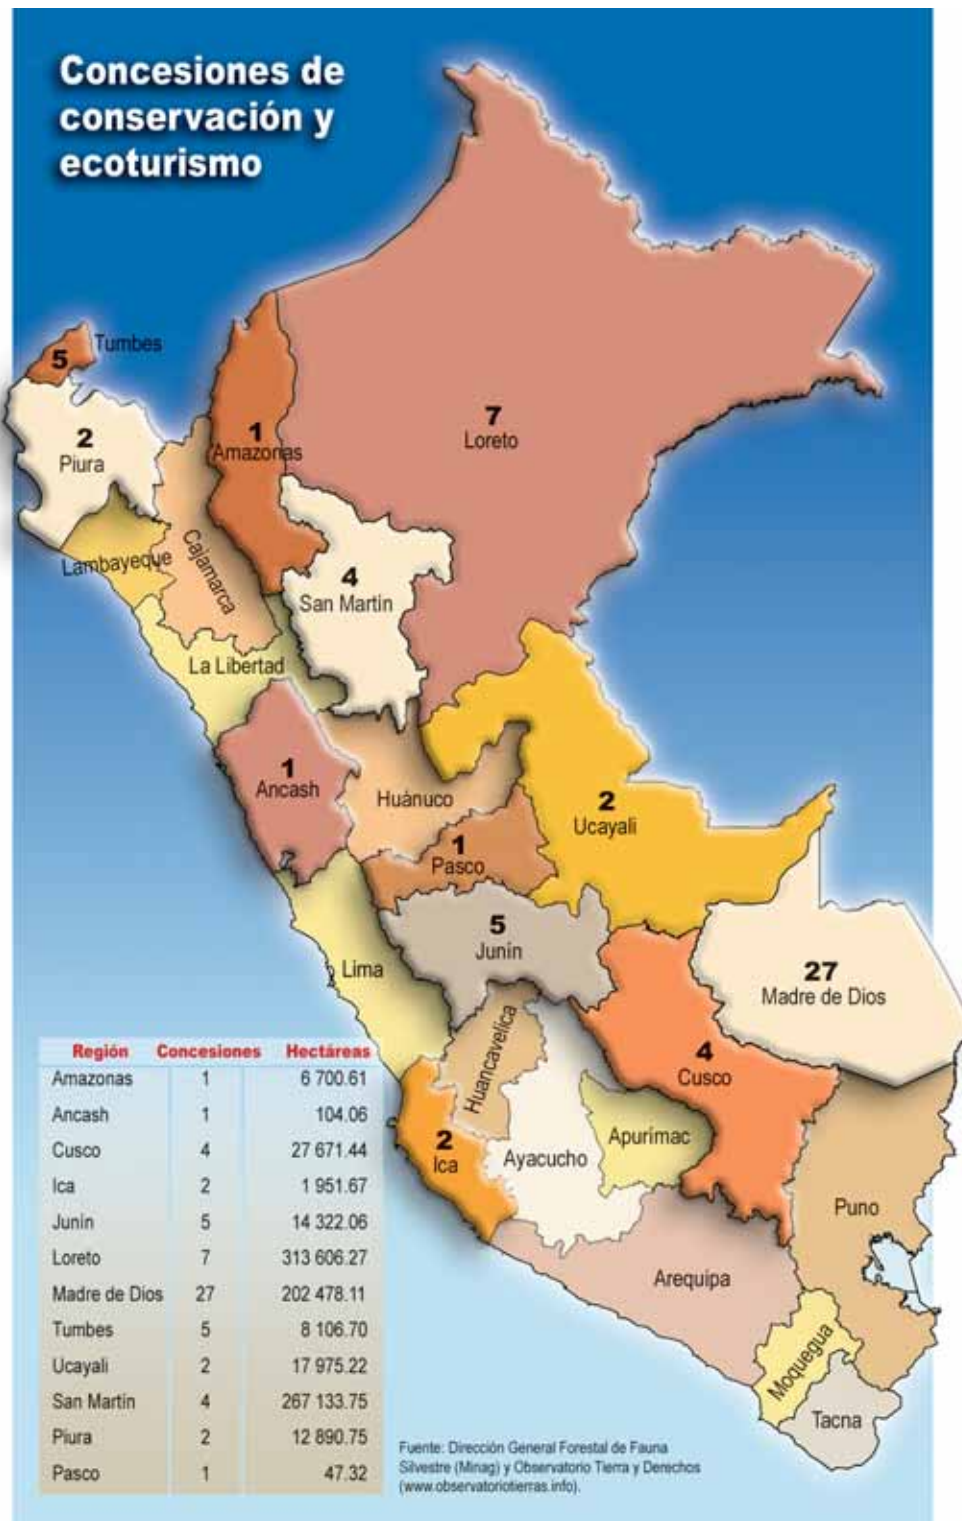 Concesiones de
conservación y
ecoturismo
Tumbes
5
2
Piura
1
Amazonas
7
Loreto
Lambayeque
Cajamarca
4
San Martín
La Libertad
1
Ancash
Huánuco
2
Ucayali
1
Pasco
5
Junín
Lima
27
Madre de Dios
Huancavelica
4
Cusco
2
Ica
Ayacucho
Apurímac
Puno
Arequipa
Moquegua
Tacna
Región Concesiones Hectáreas
Amazonas 1 6 700.61
Ancash 1 104.06
Cusco 4 27 671.44
Ica 2 1 951.67
Junín 5 14 322.06
Loreto 7 313 606.27
Madre de Dios 27 202 478.11
Tumbes 5 8 106.70
Ucayali 2 17 975.22
San Martín 4 267 133.75
Piura 2 12 890.75
Pasco 1 47.32
Fuente: Dirección General Forestal de Fauna
Silvestre (Minag) y Observatorio Tierra y Derechos
(www.observatoriotierras.info).